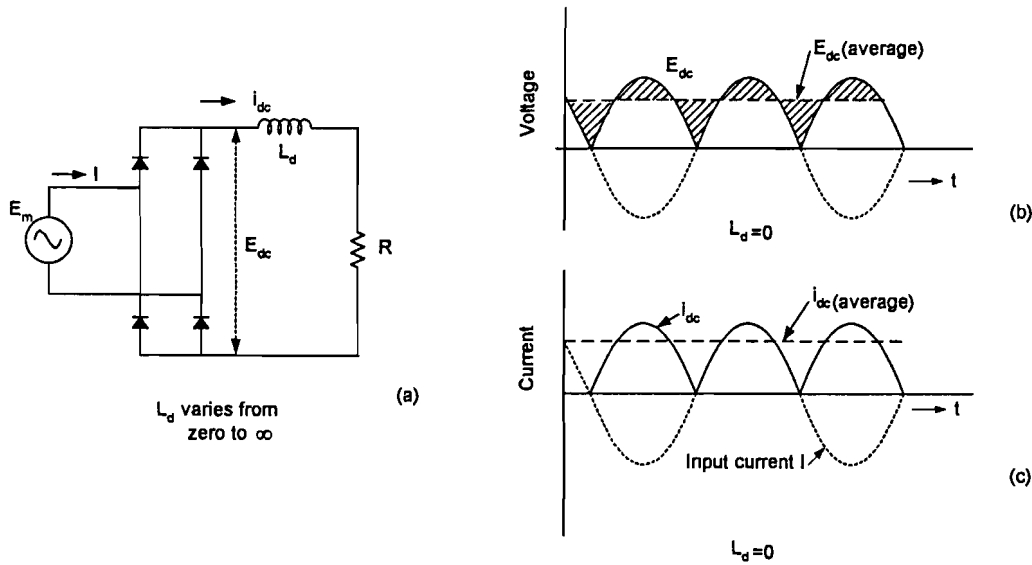 i_dc
L_d
I
E_m
E_dc
R
(a)
L_d varies from
zero to ∞
Voltage
E_dc
E_dc(average)
t
(b)
L_d=0
Current
i_dc
i_dc(average)
t
Input current I
(c)
L_d=0